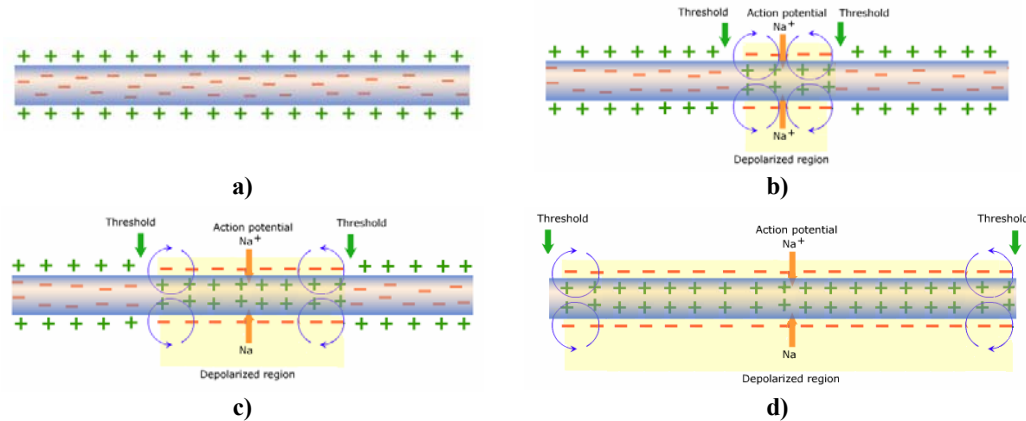 a)
Threshold Action potential Threshold
Na+
Na+
Depolarized region
b)
Threshold Action potential Threshold
Na+
Na
Depolarized region
c)
Threshold Action potential Threshold
Na+
Na
Depolarized region
d)